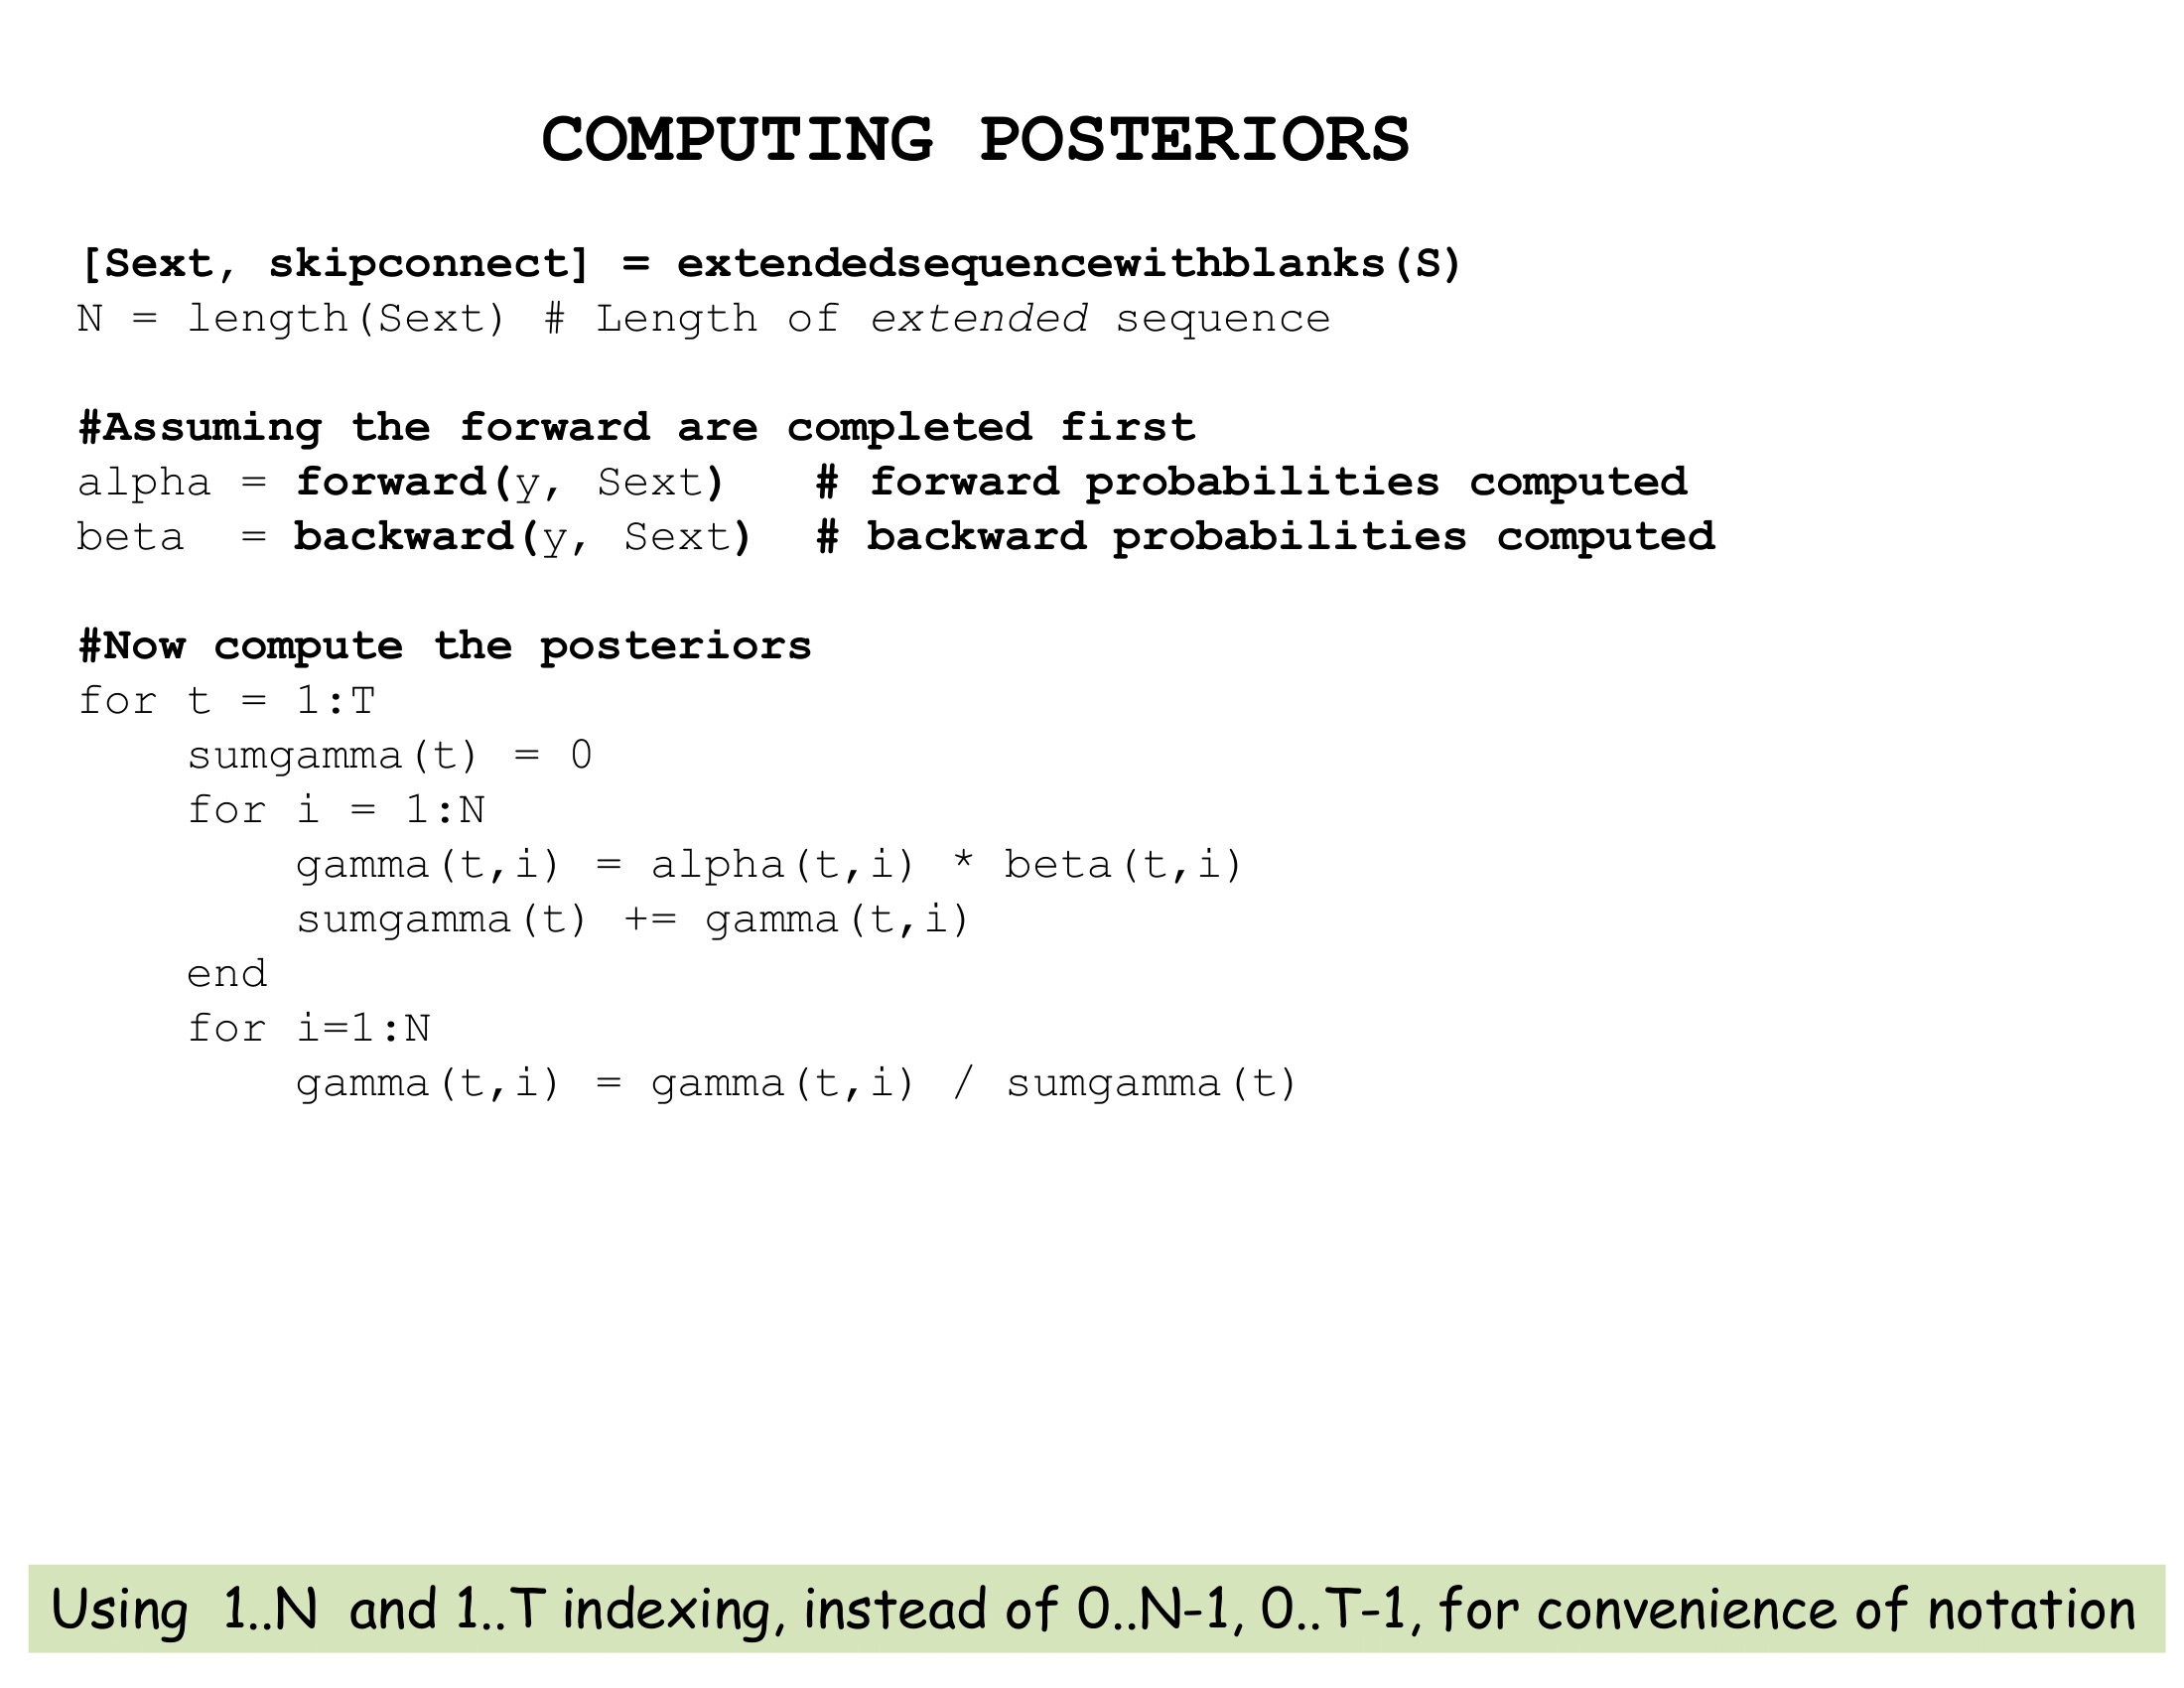 COMPUTING POSTERIORS
[Sext, skipconnect] = extendedsequencewithblanks(S)
N = length(Sext) # Length of extended sequence
#Assuming the forward are completed first
alpha = forward(y, Sext)   # forward probabilities computed
beta  = backward(y, Sext)  # backward probabilities computed
#Now compute the posteriors
for t = 1:T
    sumgamma(t) = 0
    for i = 1:N
        gamma(t,i) = alpha(t,i) * beta(t,i)
        sumgamma(t) += gamma(t,i)
    end
    for i=1:N
        gamma(t,i) = gamma(t,i) / sumgamma(t)
Using 1..N and 1..T indexing, instead of 0..N-1, 0..T-1, for convenience of notation